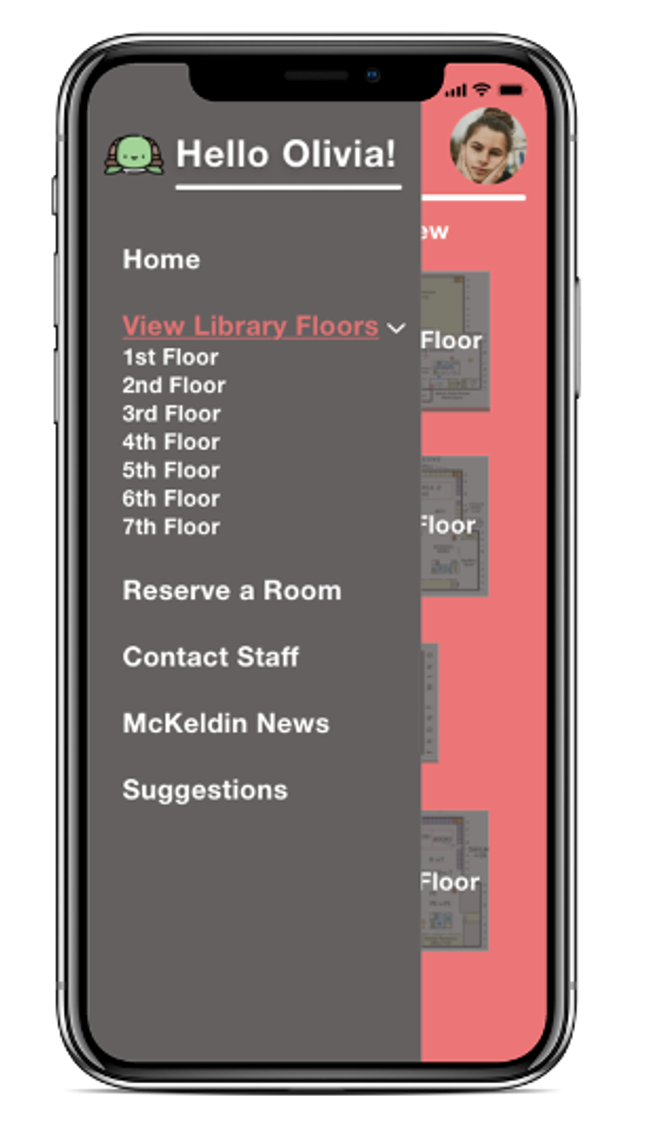 Hello Olivia!
ew
Home
View Library Floors
1st Floor
2nd Floor
3rd Floor
4th Floor
5th Floor
6th Floor
7th Floor
Reserve a Room
Contact Staff
McKeldin News
Suggestions
Floor
Floor
Floor